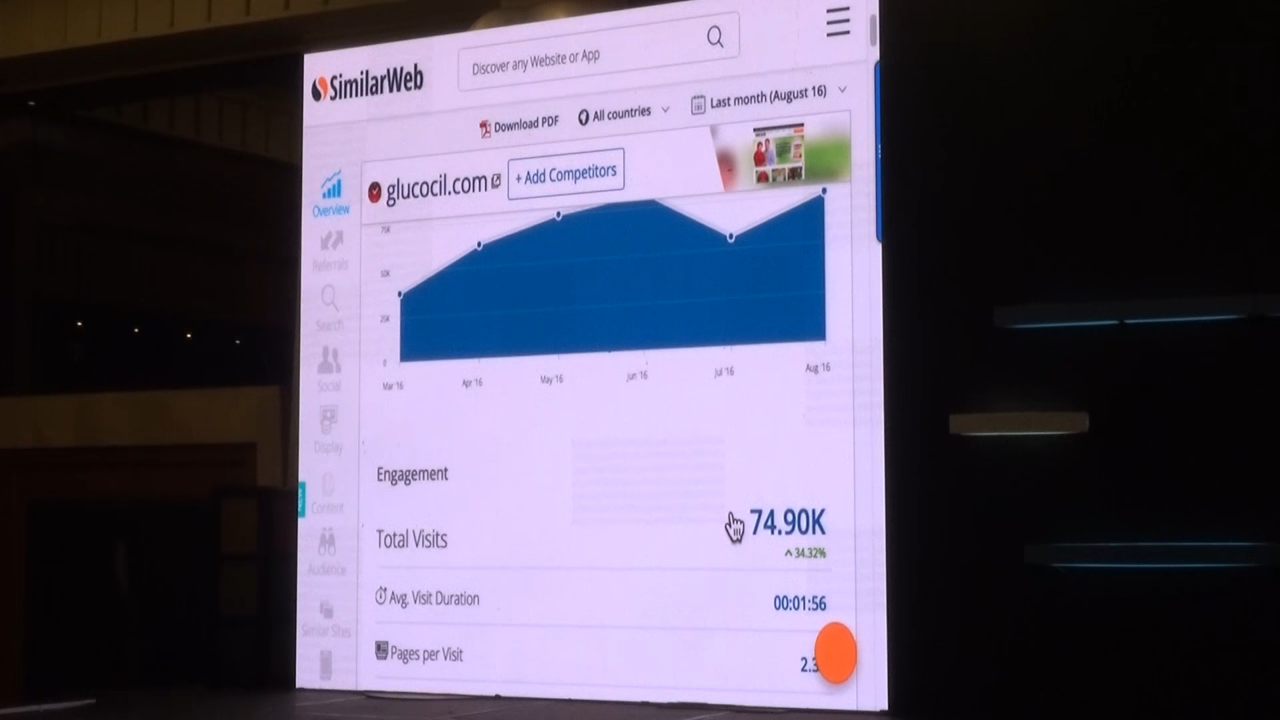 SimilarWeb
Discover any Website or App
Download PDF
All countries
Last month (August 16)
glucocil.com
+ Add Competitors
Overview
Referrals
Search
Social
Display
NEW
Content
Audience
Similar Sites
75K
50K
25K
0
Mar '16
Apr '16
May '16
Jun '16
Jul '16
Aug '16
Engagement
Total Visits
74.90K
34.32%
Avg. Visit Duration
00:01:56
Pages per Visit